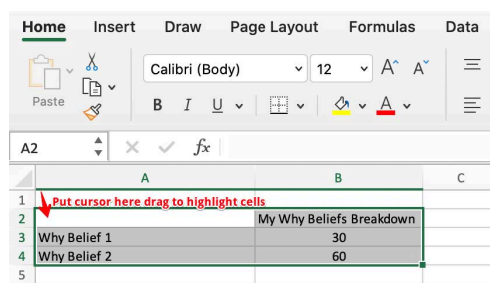 Home Insert Draw Page Layout Formulas Data
Calibri (Body) 12 A A
Paste B I U A
A2 fx
A B C
1 Put cursor here drag to highlight cells
2 My Why Beliefs Breakdown
3 Why Belief 1 30
4 Why Belief 2 60
5